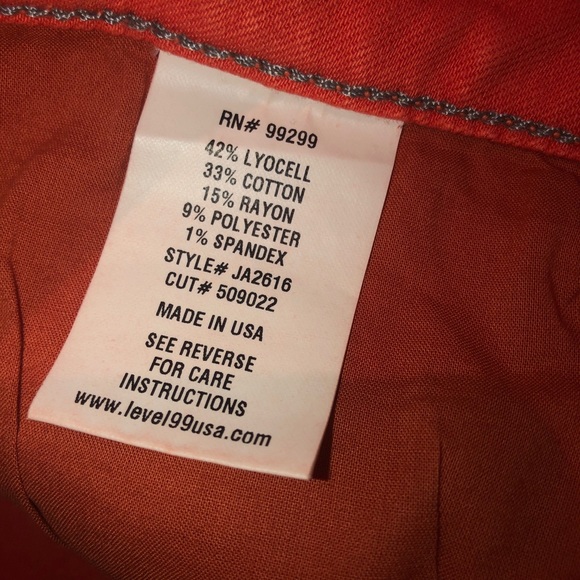 RN# 99299
42% LYOCELL
33% COTTON
15% RAYON
9% POLYESTER
1% SPANDEX
STYLE# JA2616
CUT# 509022
MADE IN USA
SEE REVERSE
FOR CARE
INSTRUCTIONS
www.level99usa.com